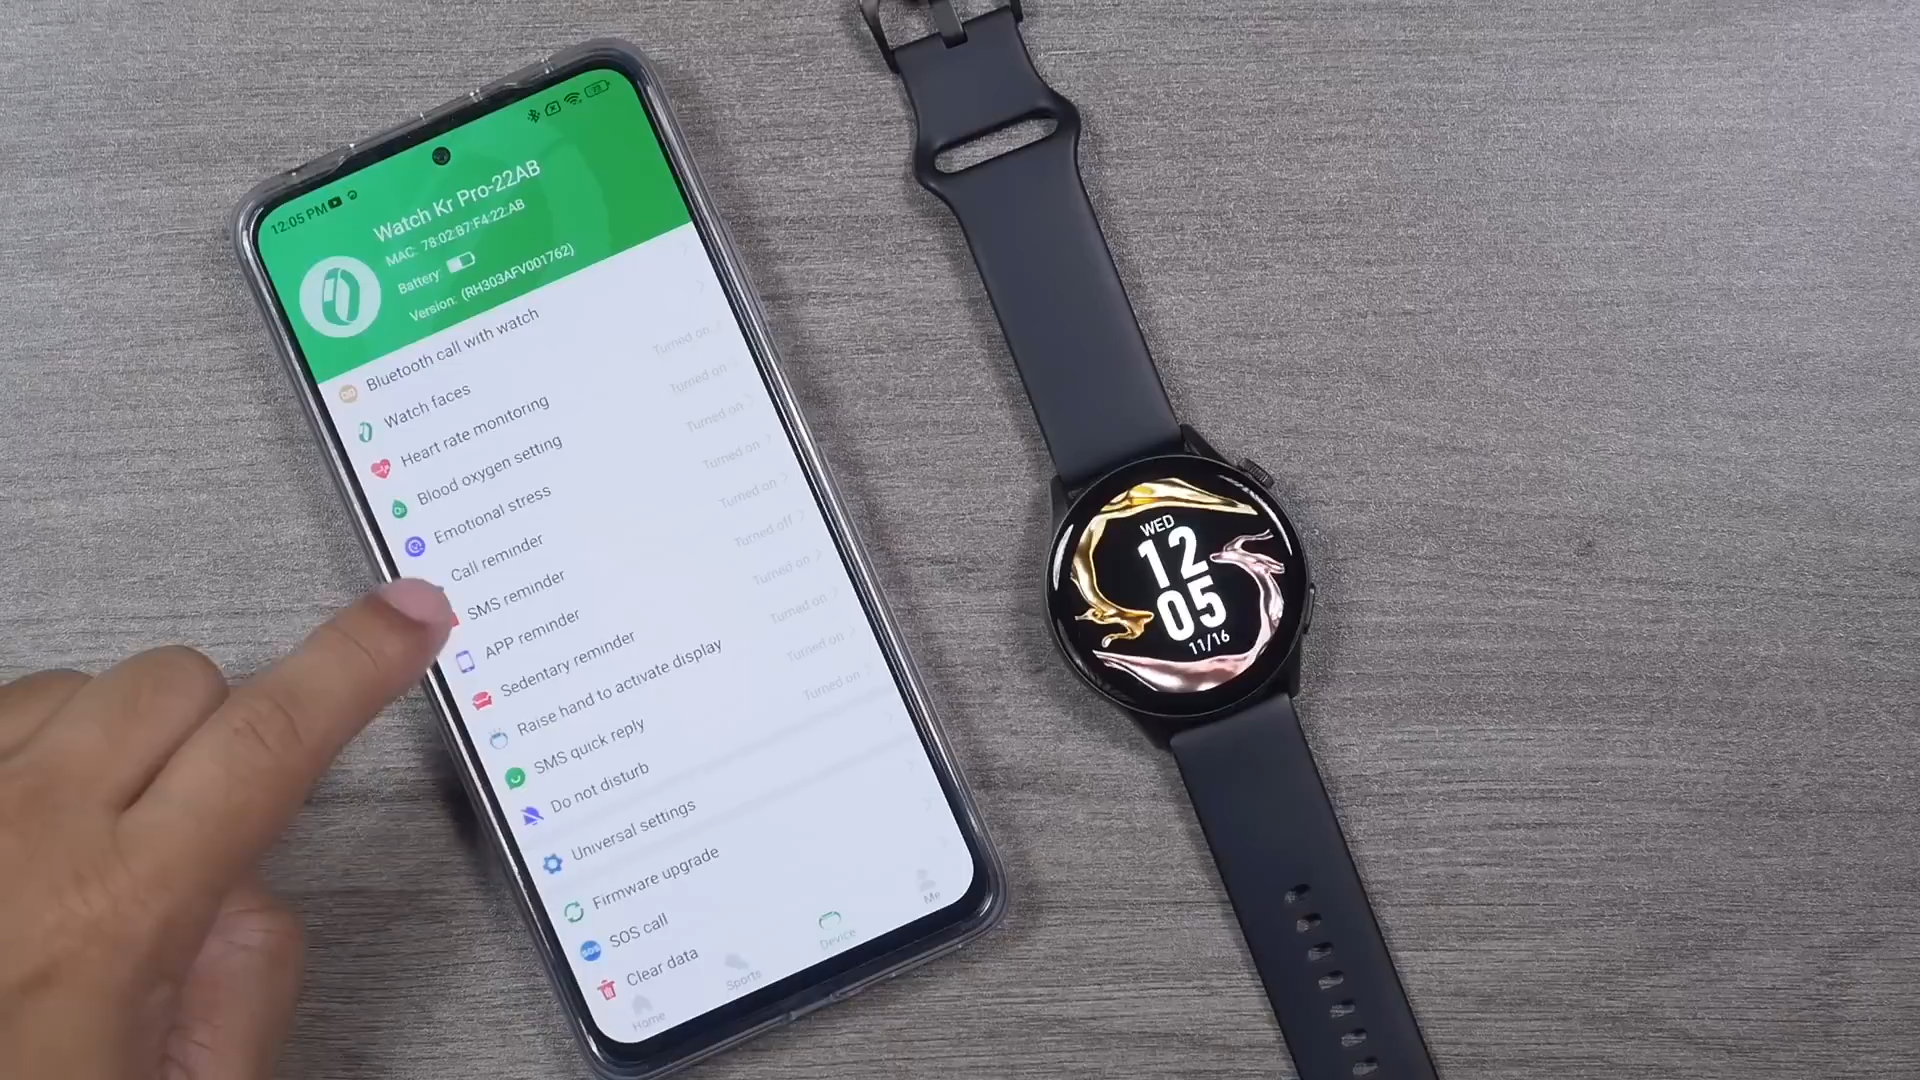 12:05 PM
23
Watch Kr Pro-22AB
MAC: 78:02:B7:F4:22:AB
Battery:
Version: (RH303AFV001762)
Bluetooth call with watch
Watch faces
Heart rate monitoring Turned on
Blood oxygen setting Turned on
Emotional stress Turned on
Call reminder Turned on
SMS reminder Turned on
APP reminder Turned off
Sedentary reminder Turned on
Raise hand to activate display Turned on
SMS quick reply Turned on
Do not disturb Turned on
Universal settings
Firmware upgrade
SOS call
Clear data
Home Sports Device Me
WED
12
05
11/16